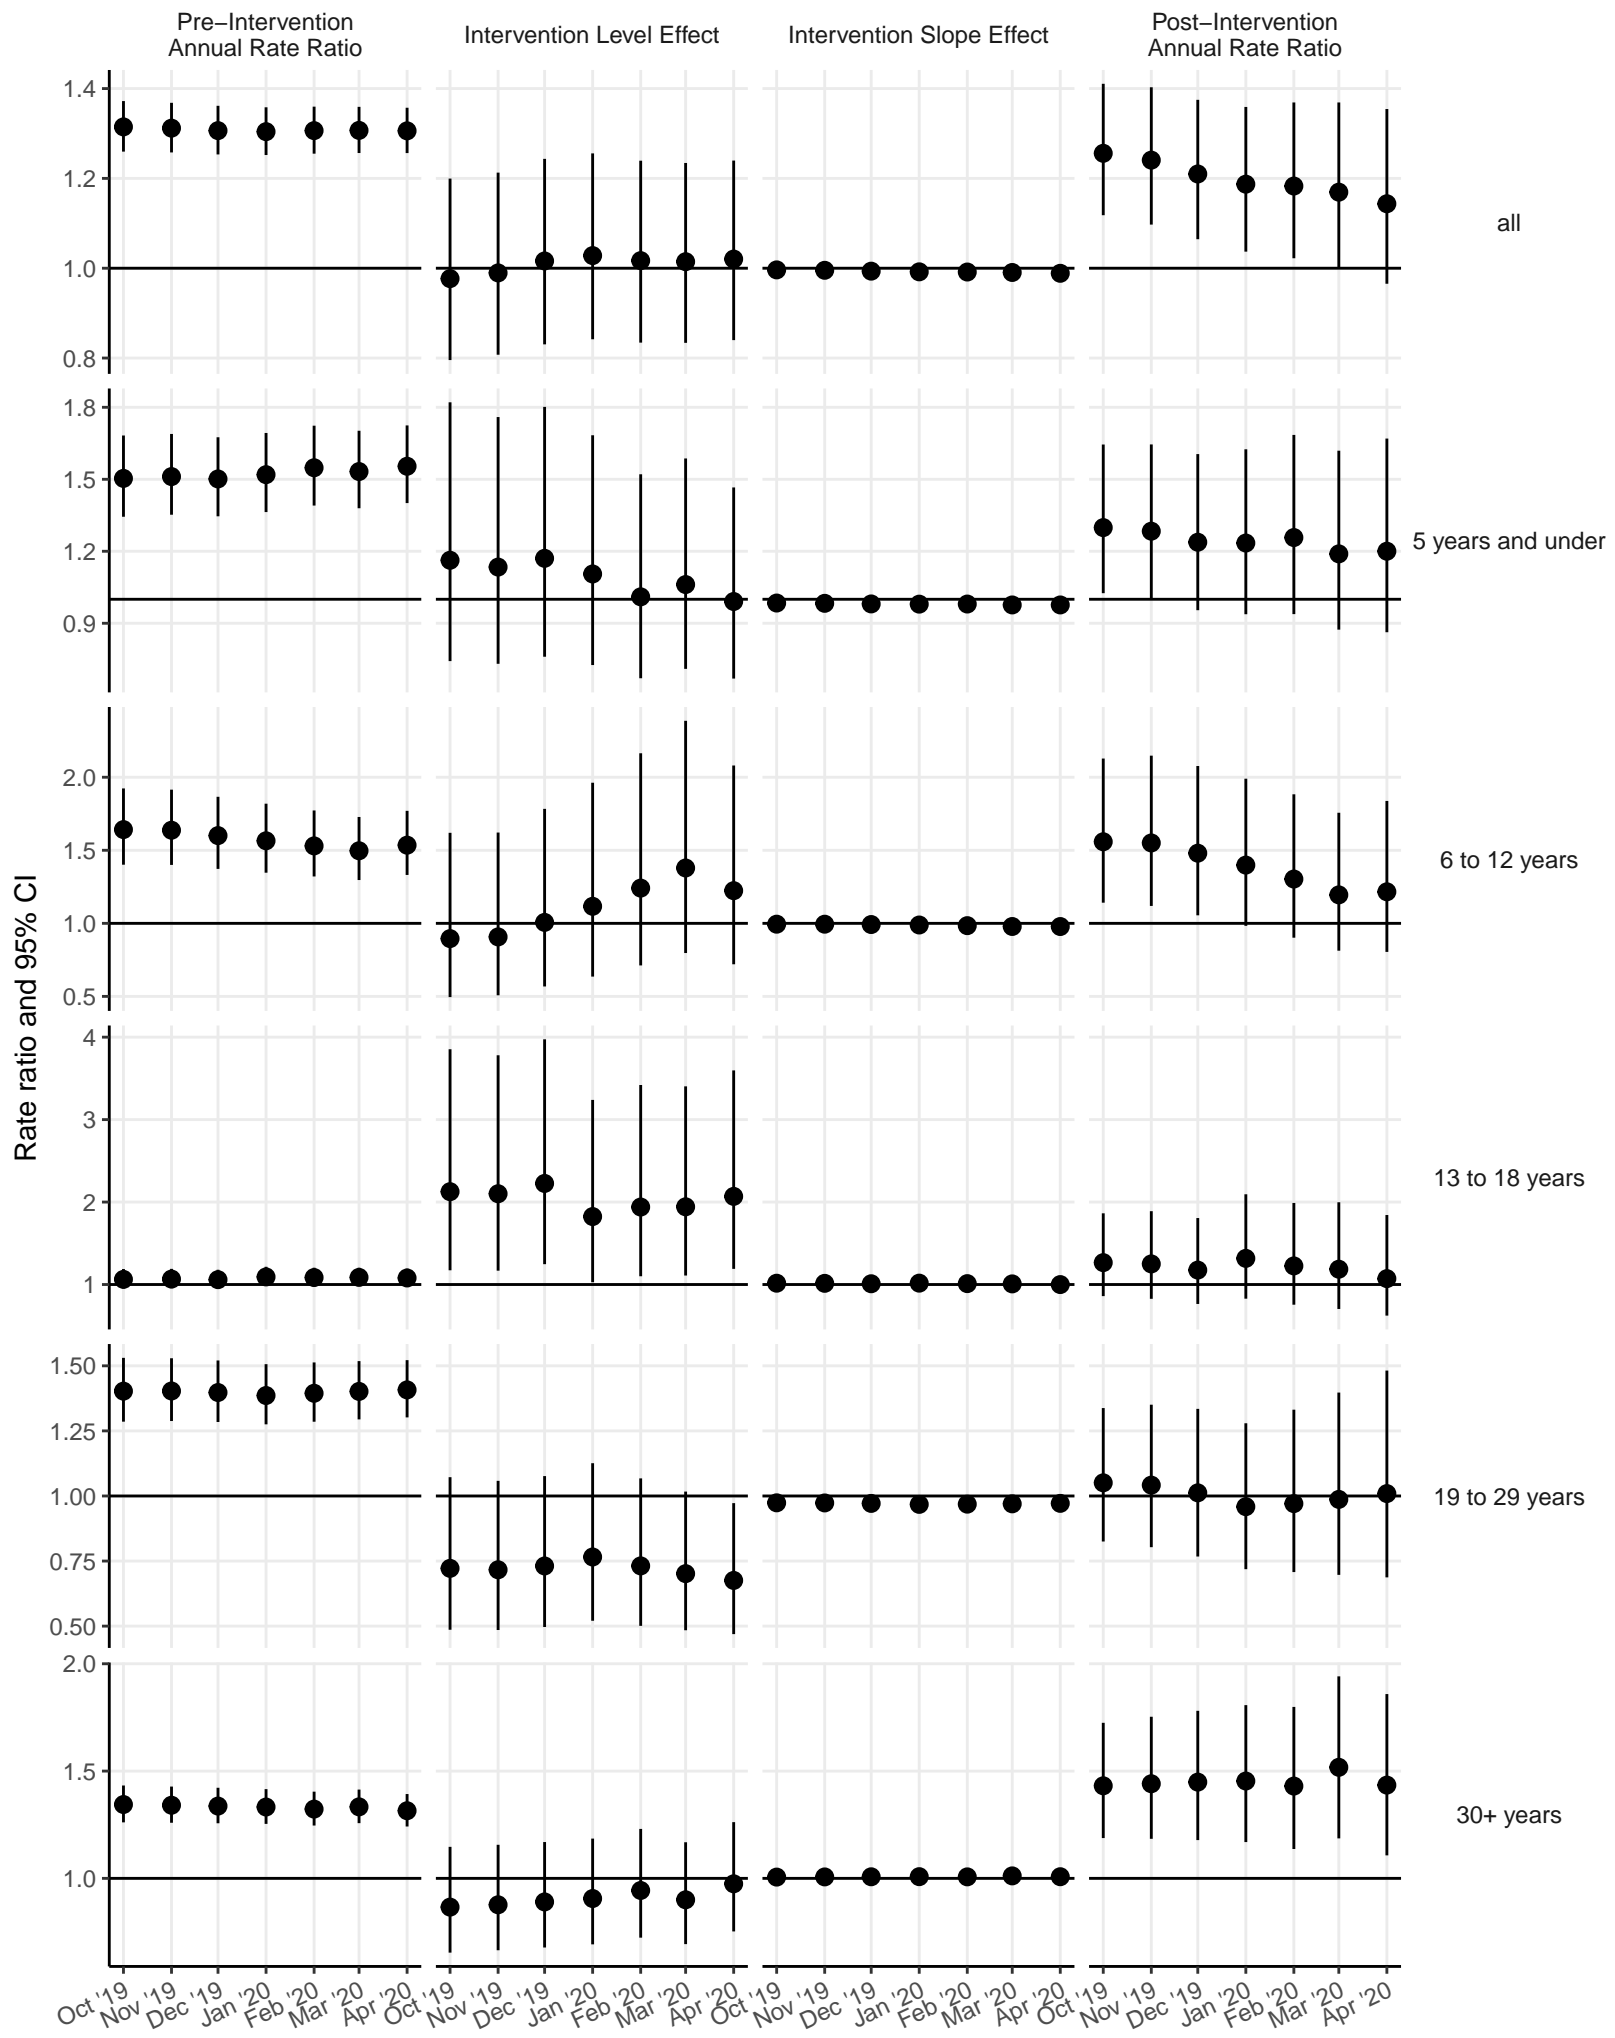 Pre−Intervention
Annual Rate Ratio
Intervention Level Effect
Intervention Slope Effect
Post−Intervention
Annual Rate Ratio
1.4
1.2
1.0
0.8
all
1.8
1.5
1.2
0.9
5 years and under
2.0
1.5
1.0
0.5
6 to 12 years
Rate ratio and 95% CI
4
3
2
1
13 to 18 years
1.50
1.25
1.00
0.75
0.50
19 to 29 years
2.0
1.5
1.0
30+ years
Oct '19 Nov '19 Dec '19 Jan '20 Feb '20 Mar '20 Apr '20
Oct '19 Nov '19 Dec '19 Jan '20 Feb '20 Mar '20 Apr '20
Oct '19 Nov '19 Dec '19 Jan '20 Feb '20 Mar '20 Apr '20
Oct '19 Nov '19 Dec '19 Jan '20 Feb '20 Mar '20 Apr '20